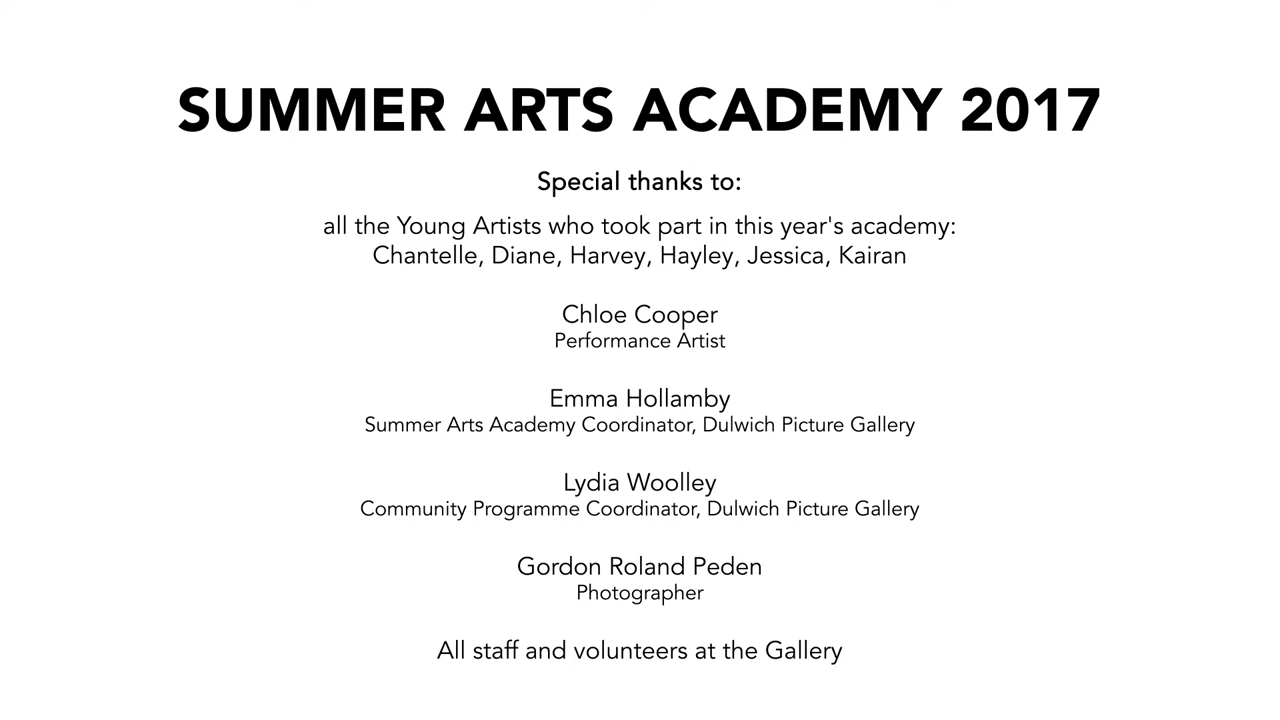 SUMMER ARTS ACADEMY 2017
Special thanks to:
all the Young Artists who took part in this year's academy:
Chantelle, Diane, Harvey, Hayley, Jessica, Kairan
Chloe Cooper
Performance Artist
Emma Hollamby
Summer Arts Academy Coordinator, Dulwich Picture Gallery
Lydia Woolley
Community Programme Coordinator, Dulwich Picture Gallery
Gordon Roland Peden
Photographer
All staff and volunteers at the Gallery